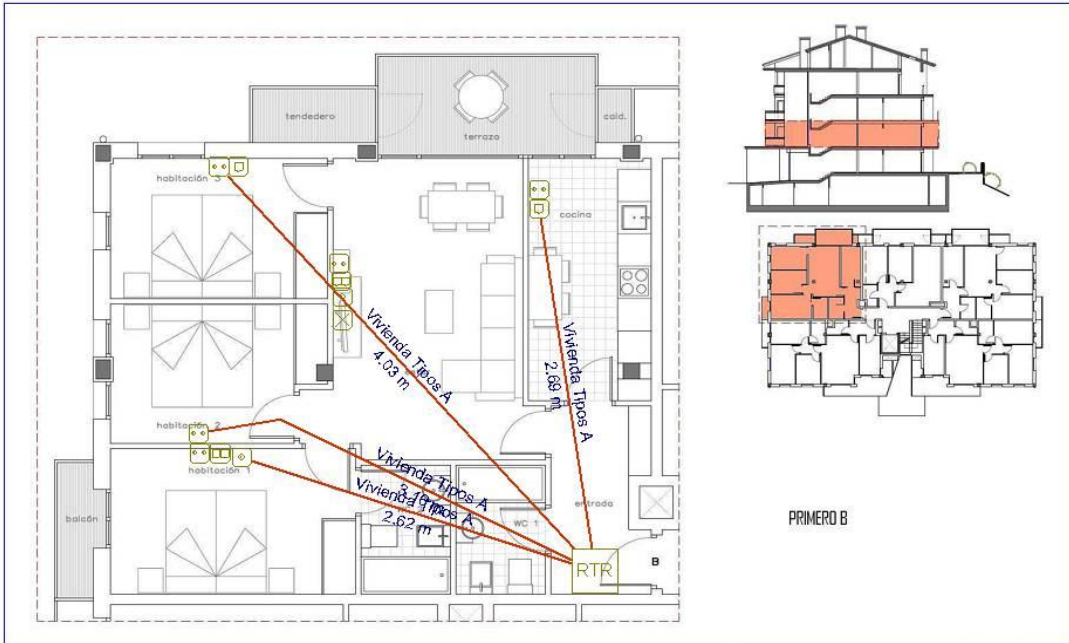 tendedero
terraza
cald.
habitación 3
cocina
Vivienda Tipos A
4.03 m
Vivienda Tipos A
2.69 m
habitación 2
habitación 1
Vivienda Tipos A
Vivienda Tipos A
2.62 m
balcón
entrada
WC 1
RTR
B
PRIMERO B